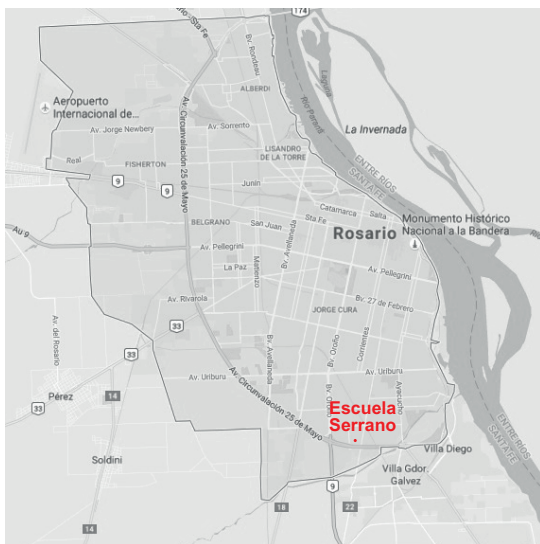 174
Au. Circunvalación
Sta Fe
Bv. Rondeau
ALBERDI
Laguna
Río Paraná
La Invernada
ENTRE RÍOS
SANTA FE
Aeropuerto
Internacional de...
Av. Circunvalación 25 de Mayo
Av. Jorge Newbery
Av. Sorrento
LISANDRO
DE LA TORRE
Real
FISHERTON
9
9
Junín
Catamarca
Salta
Sta.Fe
BELGRANO
San Juan
Bv. Avellaneda
Rosario
Monumento Histórico
Nacional a la Bandera
Au 9
Av. Pellegrini
La Paz
Matienzo
Av. Pellegrini
Av. Rivarola
JORGE CURA
Bv. 27 de Febrero
Av. del Rosario
33
33
Bv. Avellaneda
Bv. Oroño
Corrientes
Av. Uriburu
Av. Circunvalación 25 de Mayo
Av. Uriburu
Ayacucho
Pérez
14
33
Bv. Oroño
Escuela
Serrano
ENTRE RÍOS
SANTA FE
Soldini
Villa Diego
Villa Gdor.
Galvez
9
18
22
14